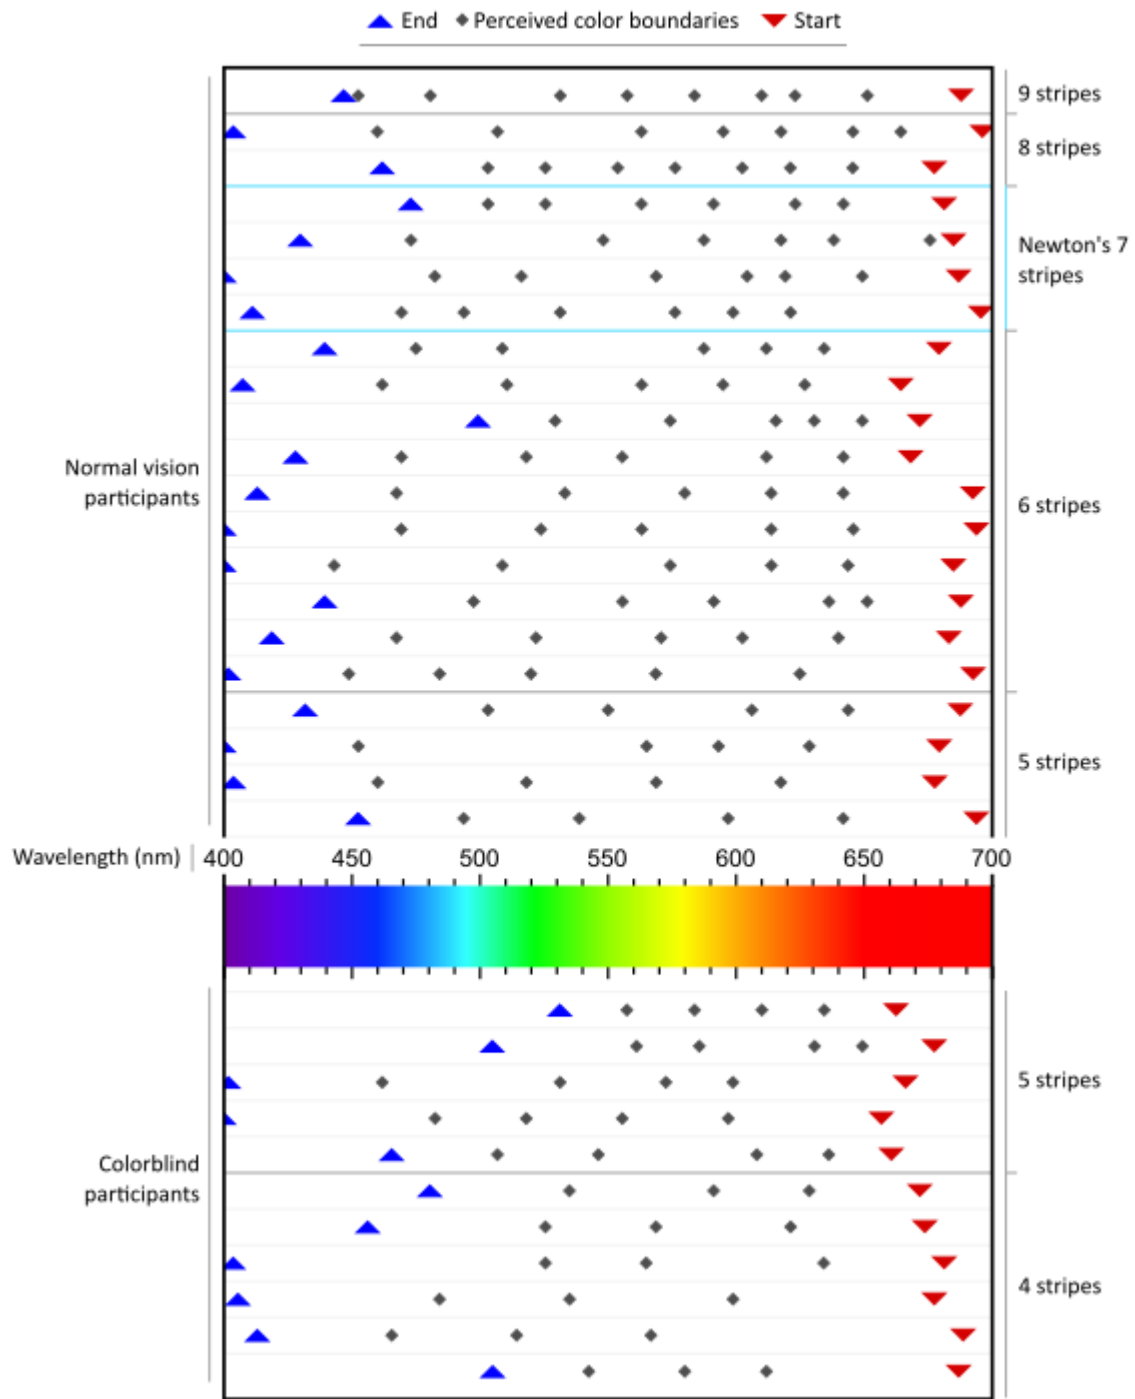 End Perceived color boundaries Start
9 stripes
8 stripes
Newton's 7
stripes
Normal vision
participants
6 stripes
5 stripes
Wavelength (nm) 400 450 500 550 600 650 700
5 stripes
Colorblind
participants
4 stripes